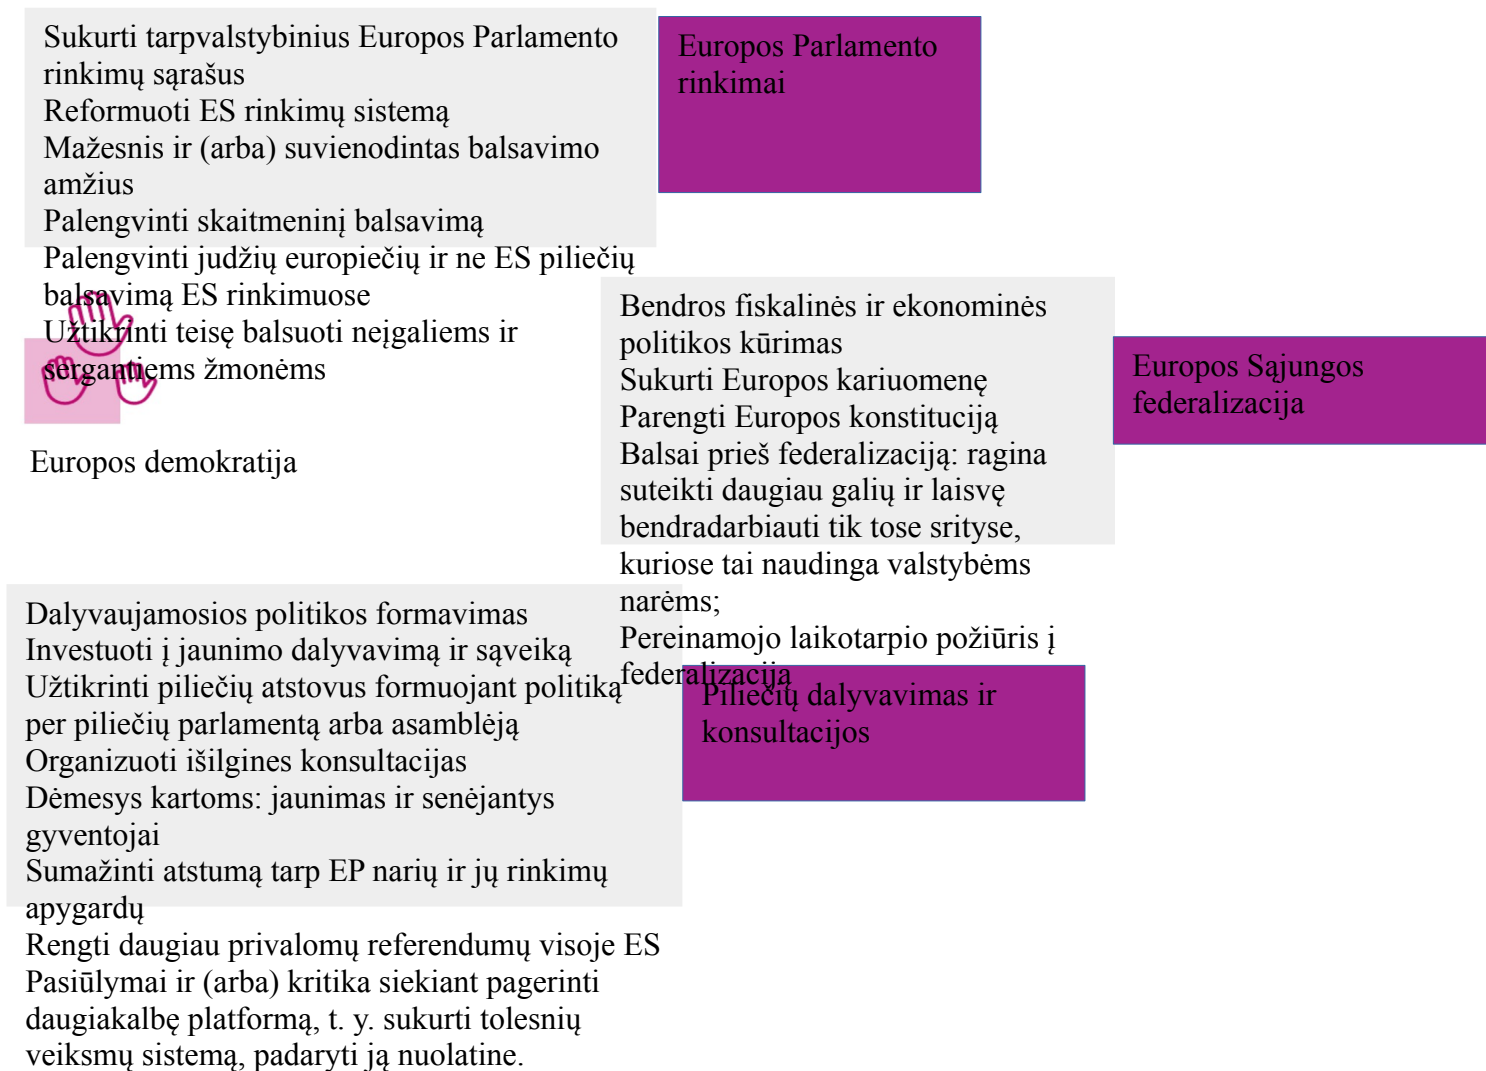 Sukurti tarpvalstybinius Europos Parlamento
rinkimų sąrašus
Reformuoti ES rinkimų sistemą
Mažesnis ir (arba) suvienodintas balsavimo
amžius
Palengvinti skaitmeninį balsavimą
Palengvinti judžių europiečių ir ne ES piliečių
balsavimą ES rinkimuose
Užtikrinti teisę balsuoti neįgaliems ir
sergantiems žmonėms
Europos Parlamento
rinkimai
Europos demokratija
Bendros fiskalinės ir ekonominės
politikos kūrimas
Sukurti Europos kariuomenę
Parengti Europos konstituciją
Balsai prieš federalizaciją: ragina
suteikti daugiau galių ir laisvę
bendradarbiauti tik tose srityse,
kuriose tai naudinga valstybėms
narėms;
Pereinamojo laikotarpio požiūris į
federalizaciją
Europos Sąjungos
federalizacija
Dalyvaujamosios politikos formavimas
Investuoti į jaunimo dalyvavimą ir sąveiką
Užtikrinti piliečių atstovus formuojant politiką
per piliečių parlamentą arba asamblėją
Organizuoti išilgines konsultacijas
Dėmesys kartoms: jaunimas ir senėjantys
gyventojai
Sumažinti atstumą tarp EP narių ir jų rinkimų
apygardų
Rengti daugiau privalomų referendumų visoje ES
Pasiūlymai ir (arba) kritika siekiant pagerinti
daugiakalbę platformą, t. y. sukurti tolesnių
veiksmų sistemą, padaryti ją nuolatine.
Piliečių dalyvavimas ir
konsultacijos